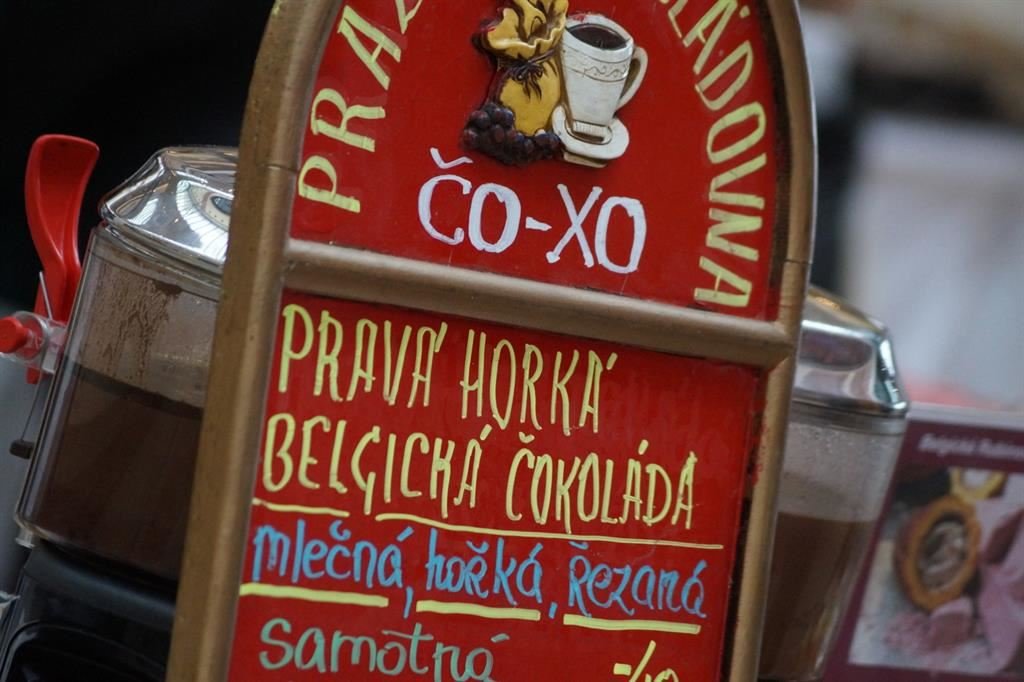 ČO-XO
PRAVÁ HORKÁ
BELGICKÁ ČOKOLÁDA
mlečná, hořká, řezaná
samotná